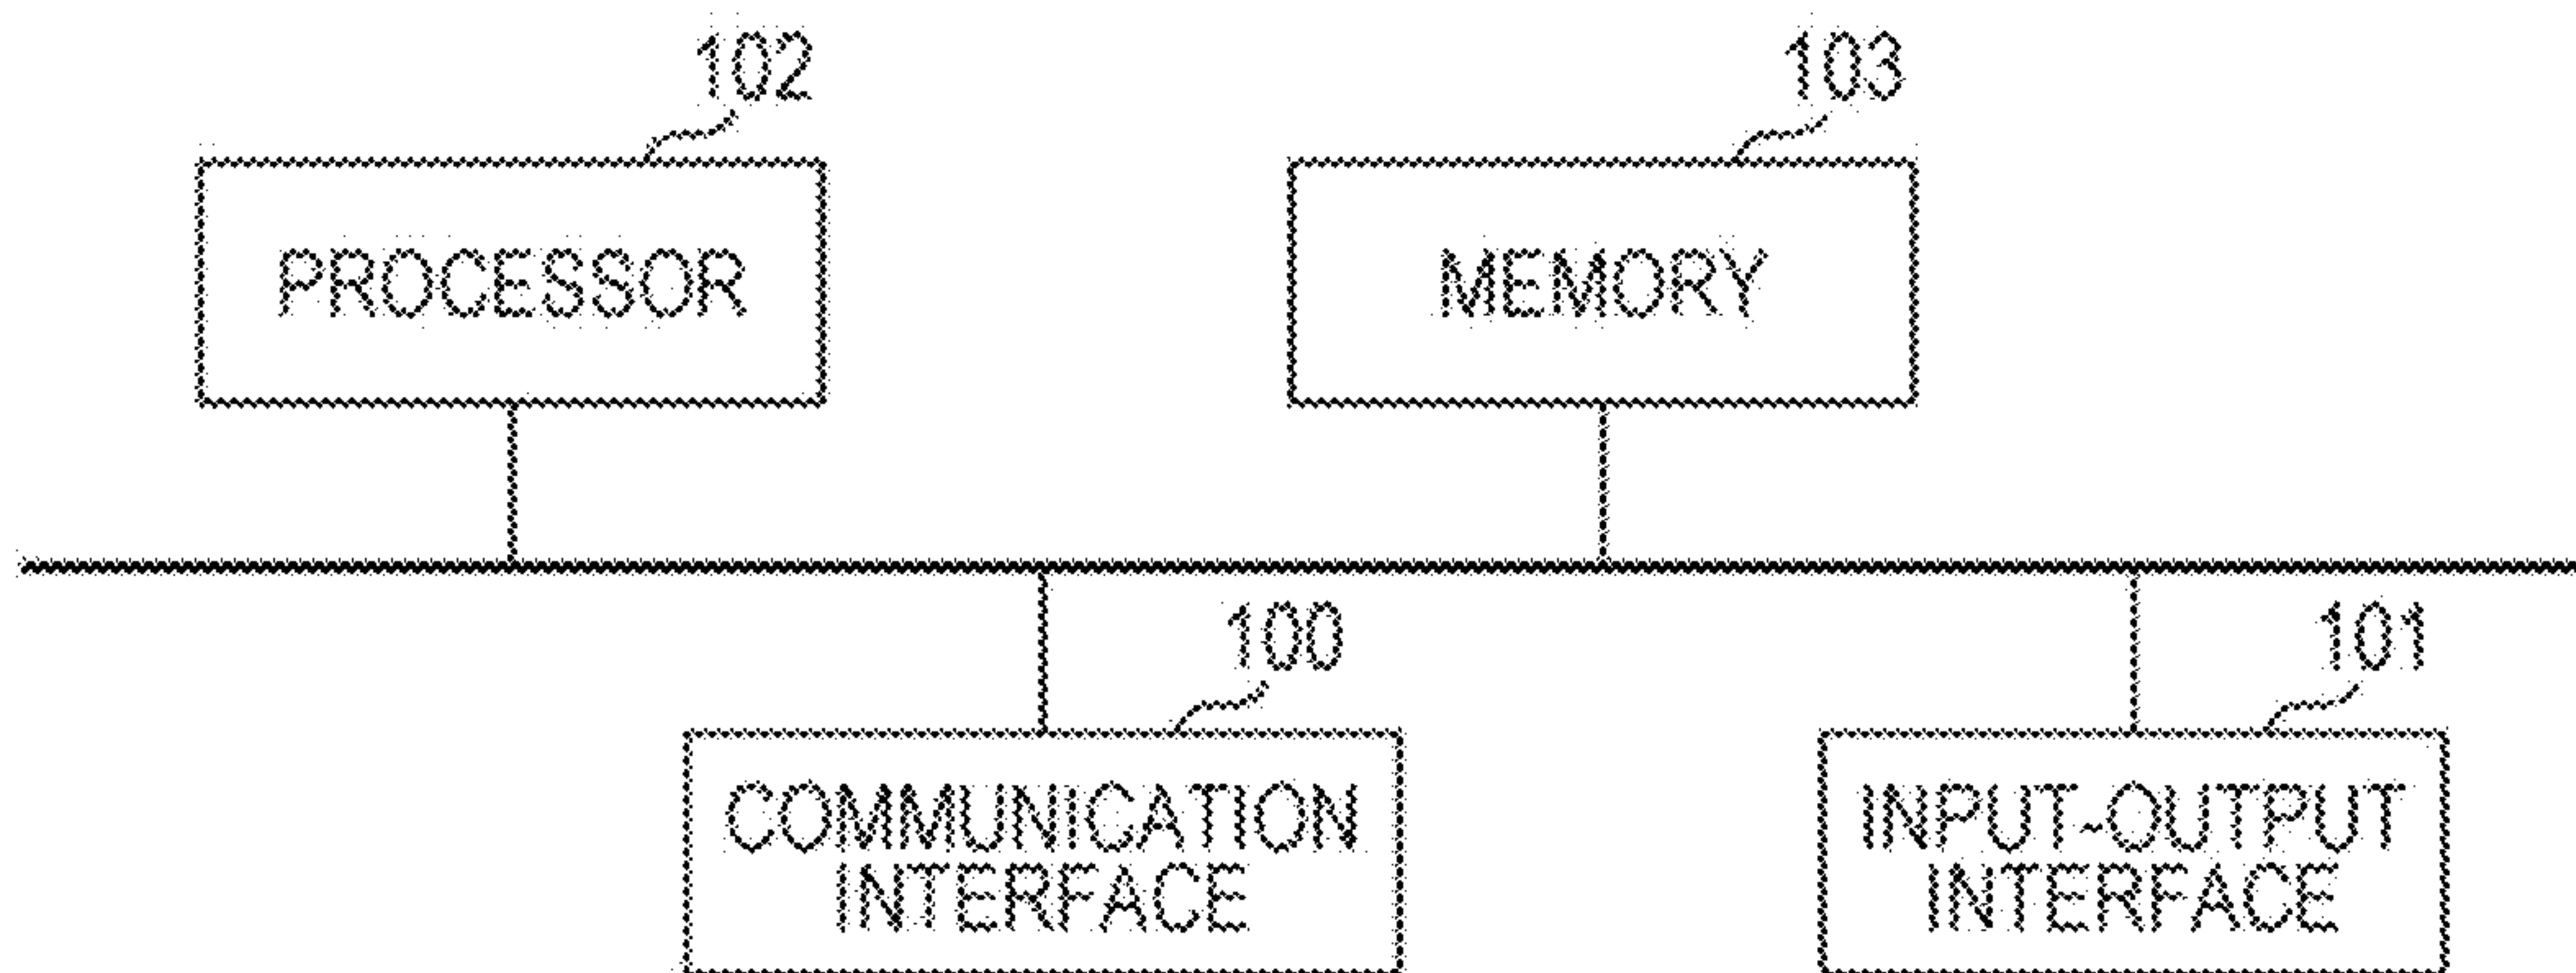 102
103
PROCESSOR
MEMORY
100
101
COMMUNICATION
INTERFACE
INPUT-OUTPUT
INTERFACE